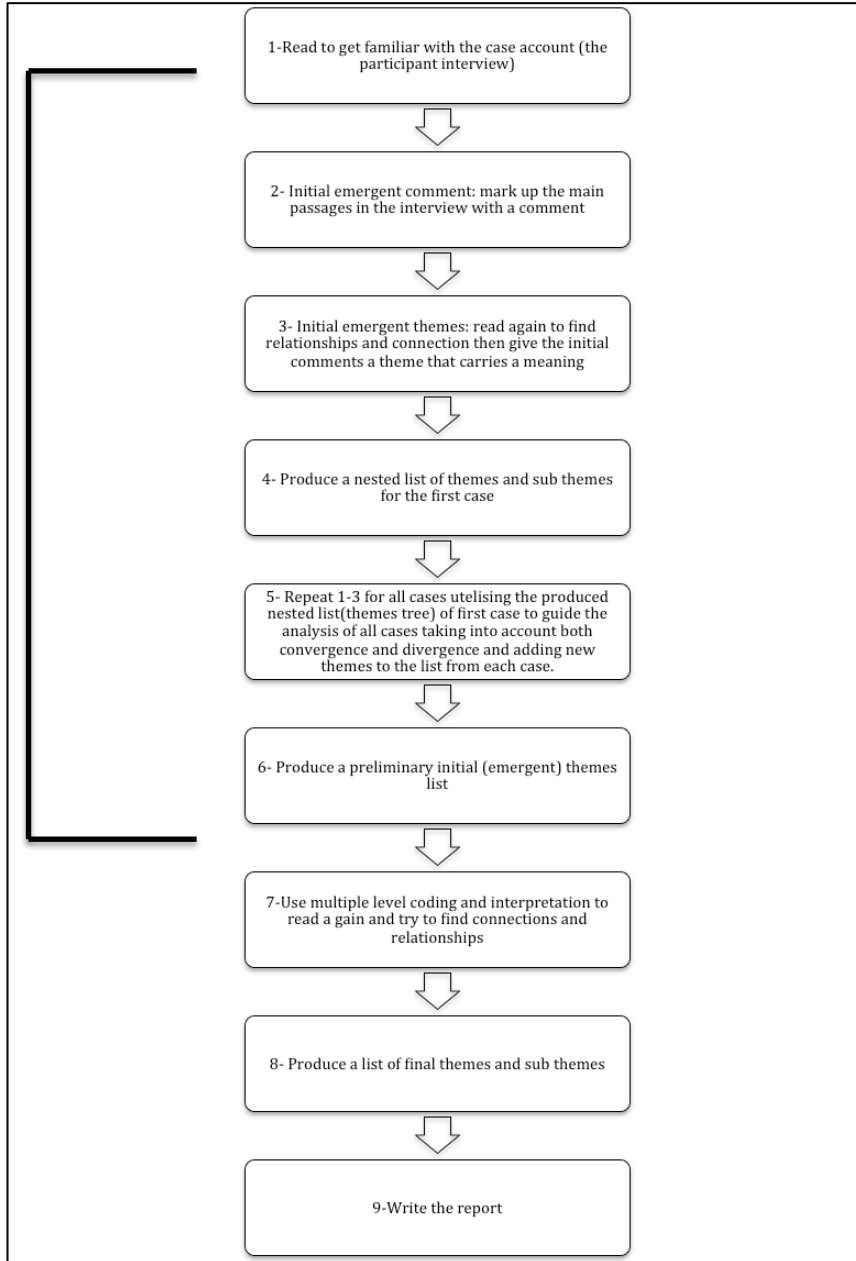 1-Read to get familiar with the case account (the
participant interview)
2- Initial emergent comment: mark up the main
passages in the interview with a comment
3- Initial emergent themes: read again to find
relationships and connection then give the initial
comments a theme that carries a meaning
4- Produce a nested list of themes and sub themes
for the first case
5- Repeat 1-3 for all cases utelising the produced
nested list(themes tree) of first case to guide the
analysis of all cases taking into account both
convergence and divergence and adding new
themes to the list from each case.
6- Produce a preliminary initial (emergent) themes
list
7-Use multiple level coding and interpretation to
read a gain and try to find connections and
relationships
8- Produce a list of final themes and sub themes
9-Write the report